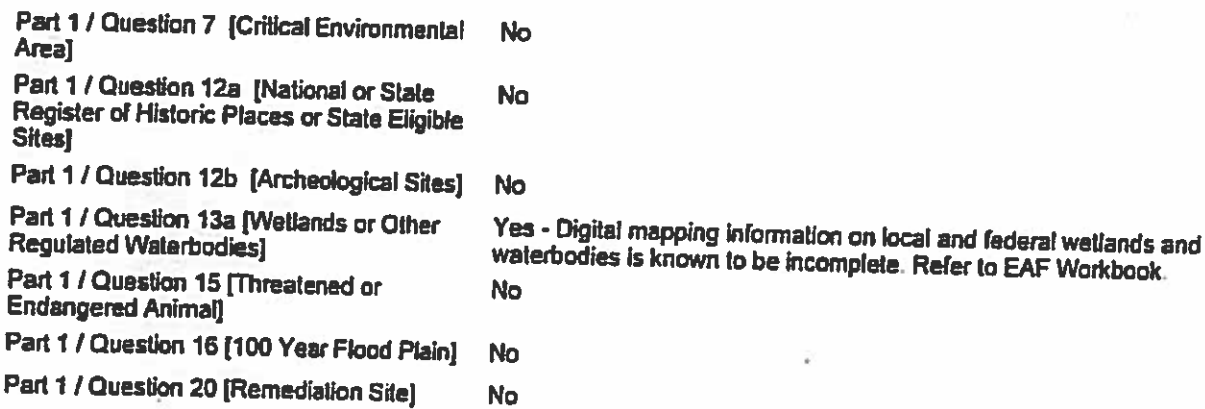 Part 1 / Question 7 [Critical Environmental Area] No
Part 1 / Question 12a [National or State Register of Historic Places or State Eligible Sites] No
Part 1 / Question 12b [Archeological Sites] No
Part 1 / Question 13a [Wetlands or Other Regulated Waterbodies] Yes - Digital mapping information on local and federal wetlands and waterbodies is known to be incomplete. Refer to EAF Workbook.
Part 1 / Question 15 [Threatened or Endangered Animal] No
Part 1 / Question 16 [100 Year Flood Plain] No
Part 1 / Question 20 [Remediation Site] No